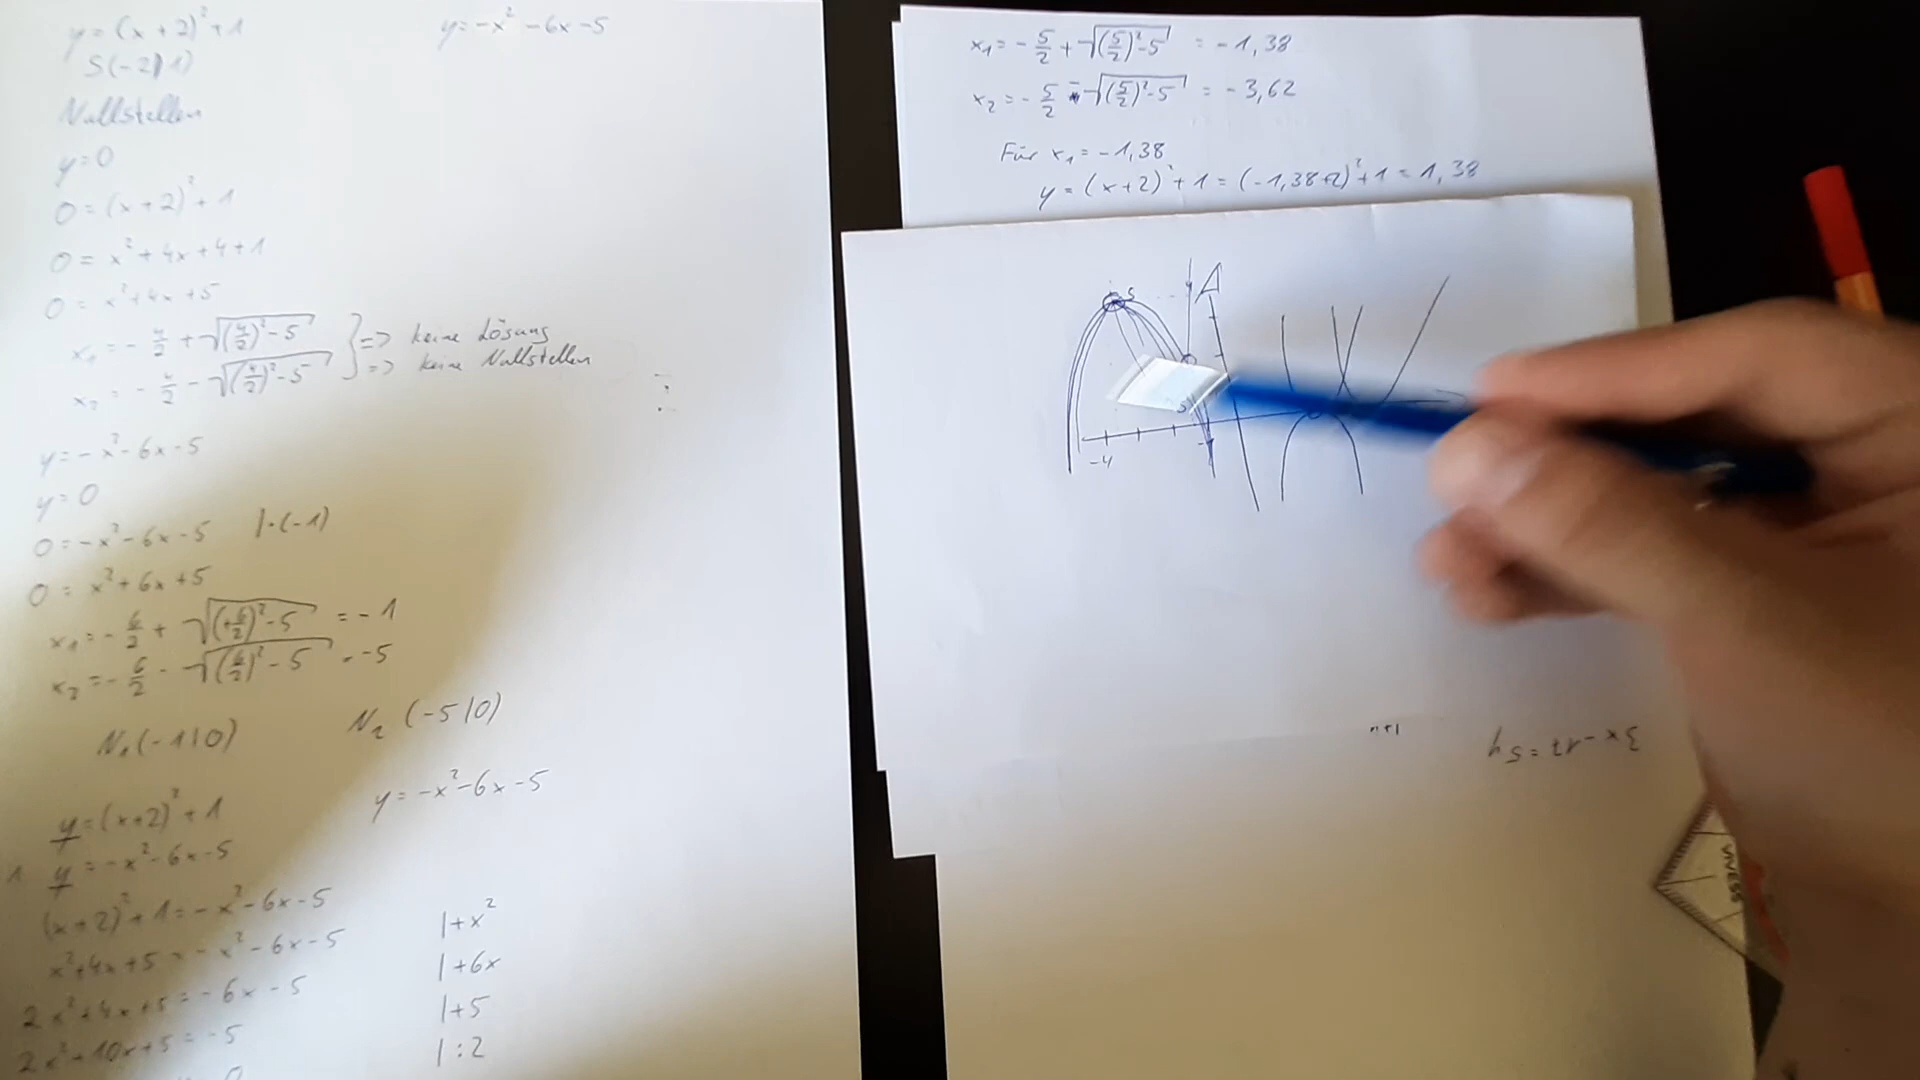 y = (x + 2)² + 1
S(-2|1)
Nullstellen
y = 0
0 = (x + 2)² + 1
0 = x² + 4x + 4 + 1
0 = x² + 4x + 5
x₁ = - 4/2 + √((4/2)² - 5) } => keine Lösung
x₂ = - 4/2 - √((4/2)² - 5) } => keine Nullstellen
y = - x² - 6x - 5
y = 0
0 = - x² - 6x - 5 | · (-1)
0 = x² + 6x + 5
x₁ = - 6/2 + √((+6/2)² - 5) = - 1
x₂ = - 6/2 - √((6/2)² - 5) = -5
N₁(-1|0) N₂(-5|0)
y = (x+2)² + 1 y = - x² - 6x - 5
1 y = - x² - 6x - 5
(x + 2)² + 1 = - x² - 6x - 5
x² + 4x + 5 = - x² - 6x - 5 | + x²
2x² + 4x + 5 = - 6x - 5 | + 6x
2x² + 10x + 5 = - 5 | + 5
| : 2
y = - x² - 6x - 5
x₁ = - 5/2 + √((5/2)² - 5) = - 1,38
x₂ = - 5/2 - √((5/2)² - 5) = - 3,62
Für x₁ = - 1,38
y = (x+2)² + 1 = (-1,38+2)² + 1 = 1,38
S
-4
3x - 17 = 5y
VIVESS